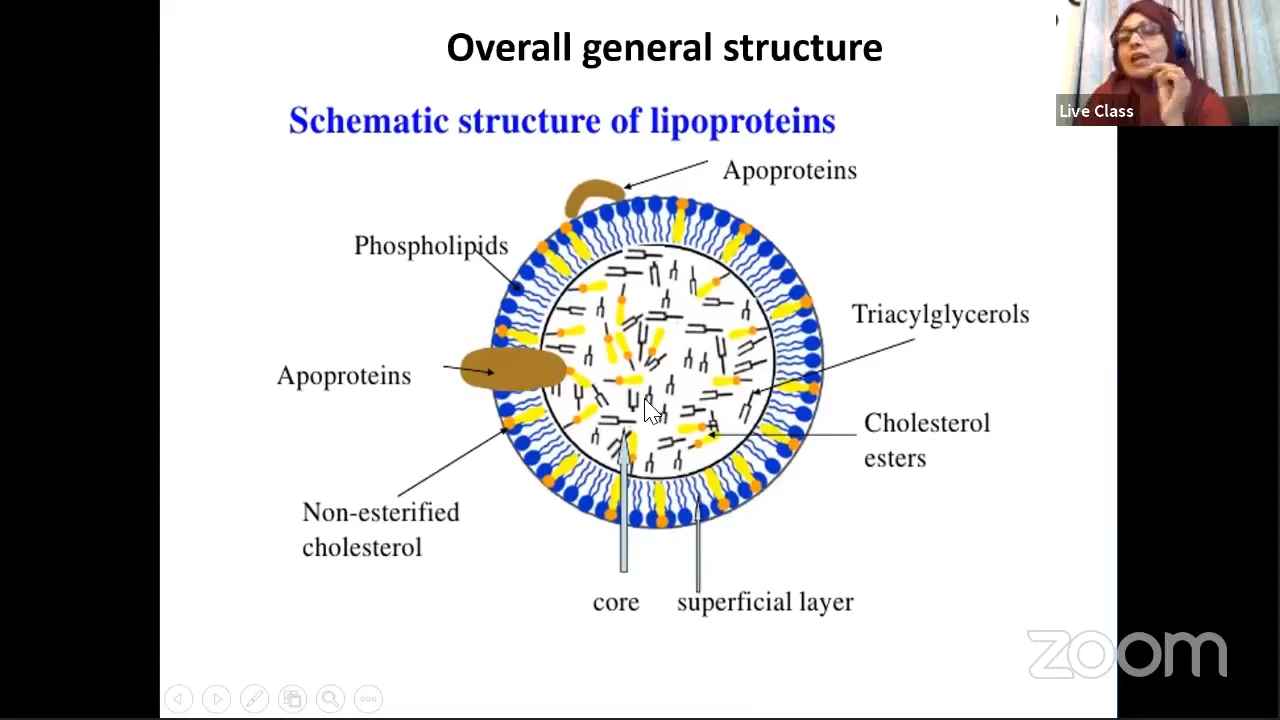 Overall general structure
Live Class
Schematic structure of lipoproteins
Apoproteins
Phospholipids
Triacylglycerols
Apoproteins
Cholesterol
esters
Non-esterified
cholesterol
core
superficial layer
zoom